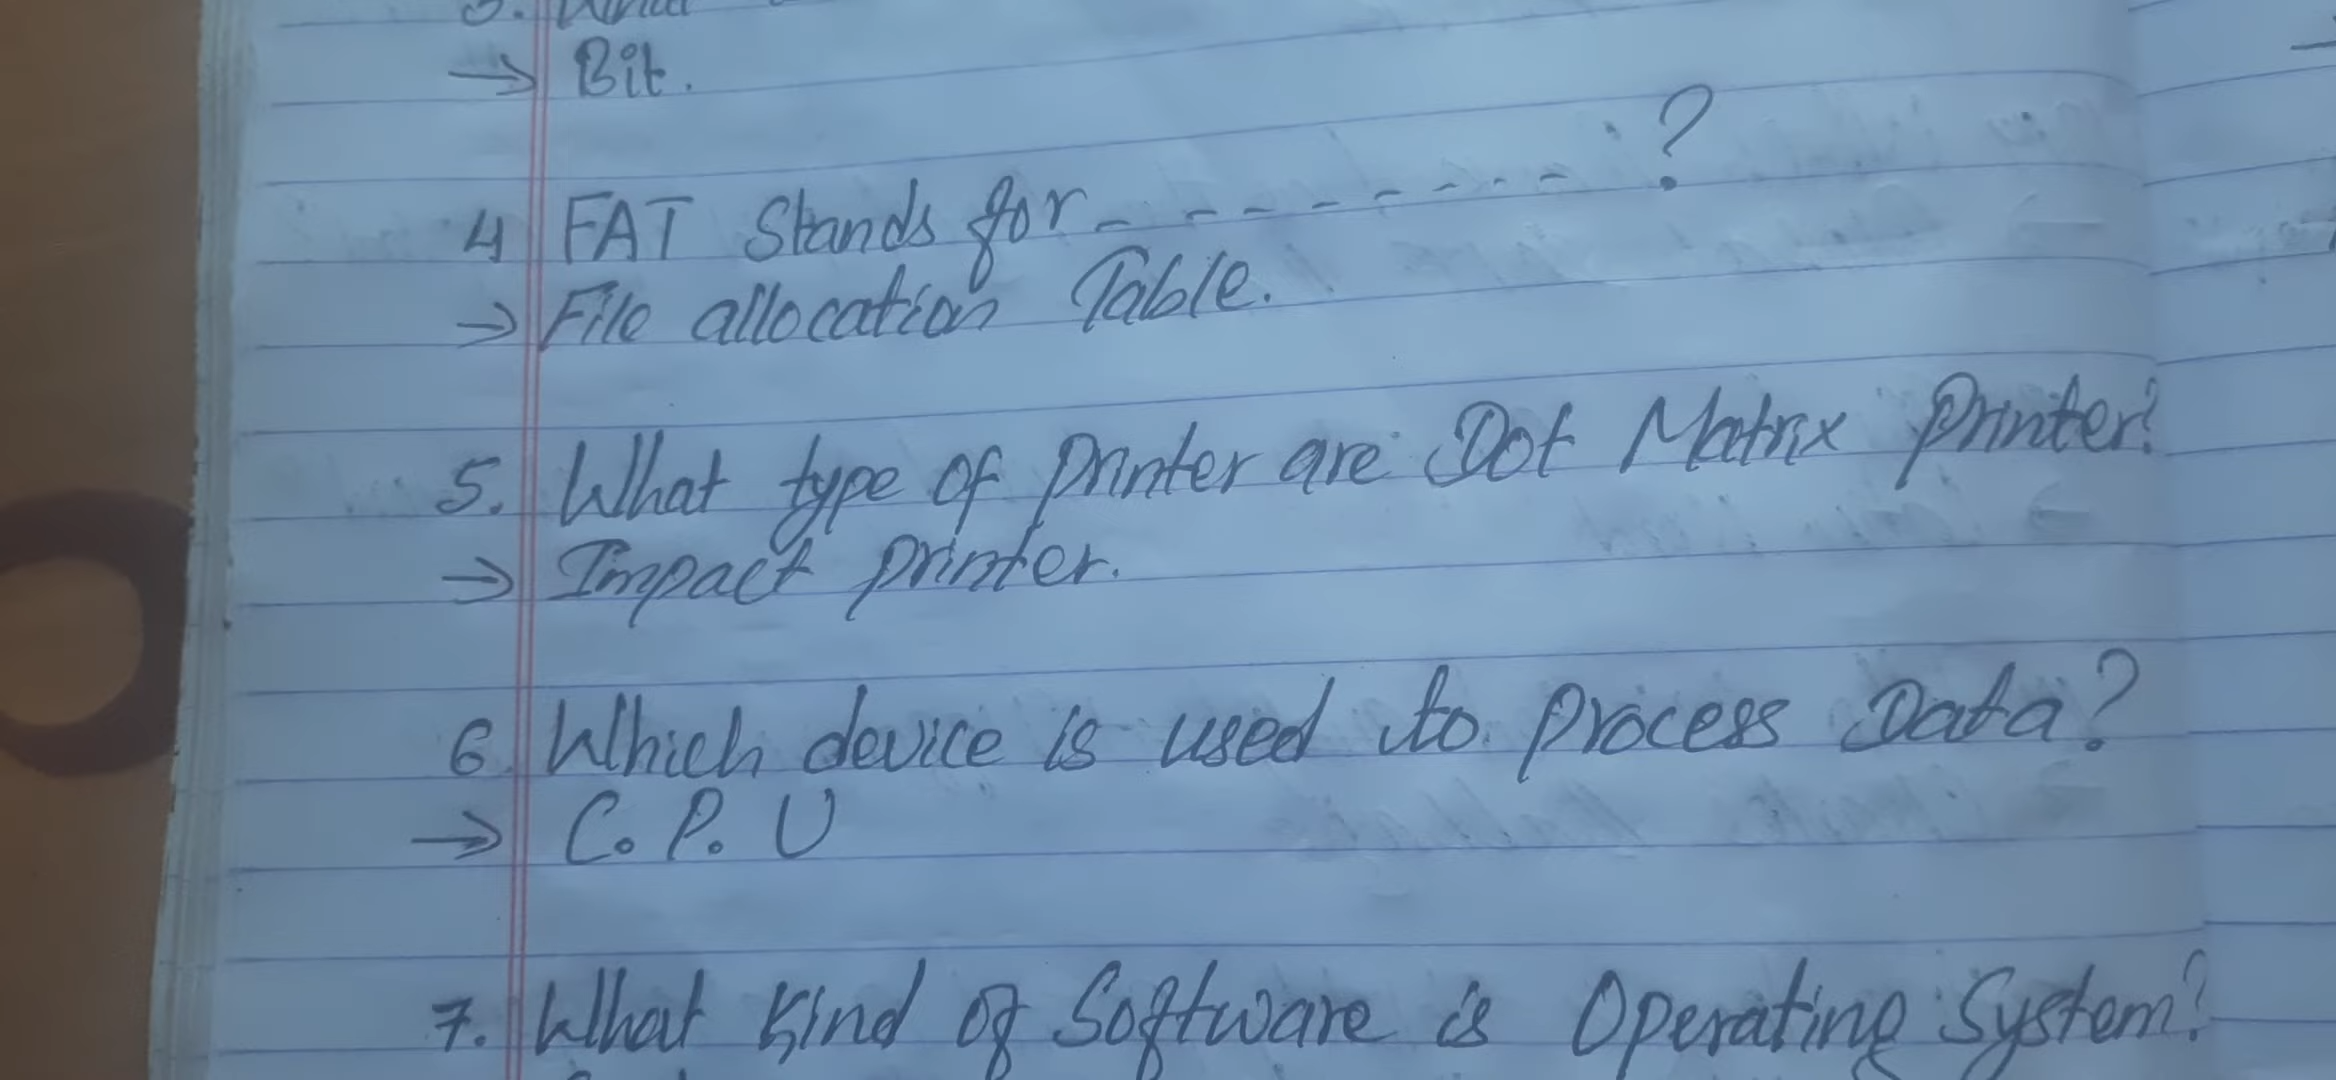 → Bit.
4 FAT Stands for - - - - - - - - ?
→ File allocation Table.
5. What type of printer are Dot Matrix printer?
→ Impact printer.
6. Which device is used to process Data?
→ C. P. U
7. What kind of Software is Operating System?